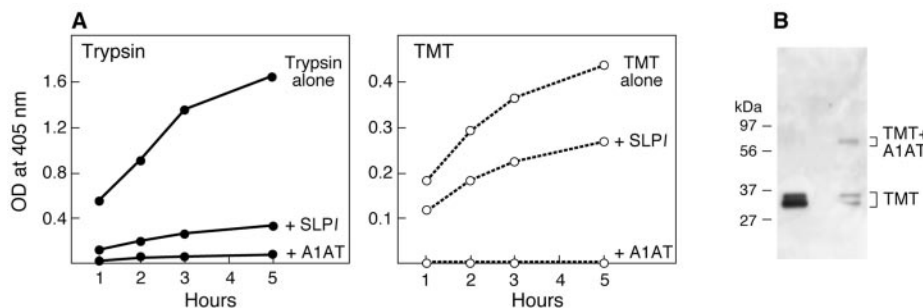 A
Trypsin
Trypsin
alone
+ SLPI
+ A1AT
OD at 405 nm
1.6
1.2
0.8
0.4
1 2 3 4 5
Hours
TMT
TMT
alone
+ SLPI
+ A1AT
0.4
0.3
0.2
0.1
1 2 3 4 5
Hours
B
kDa
97
56
37
27
TMT+
A1AT
TMT